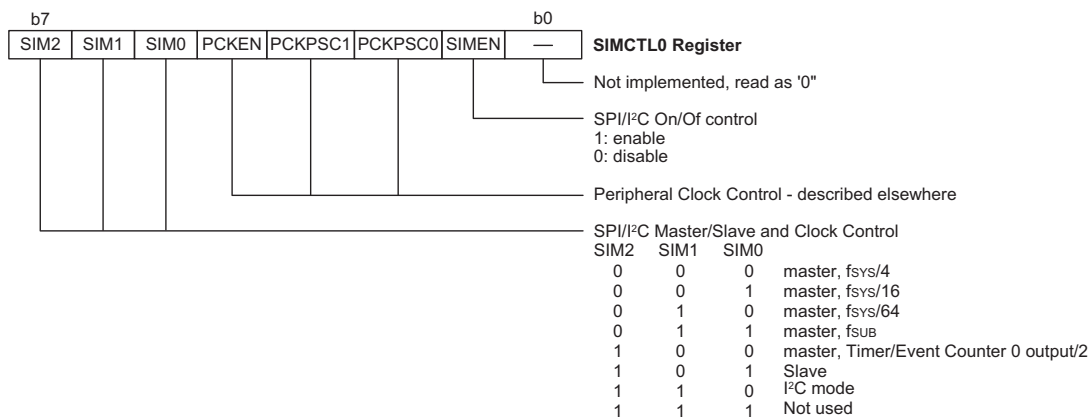 b7 b0
SIM2 SIM1 SIM0 PCKEN PCKPSC1 PCKPSC0 SIMEN — SIMCTL0 Register
Not implemented, read as '0"
SPI/I²C On/Of control
1: enable
0: disable
Peripheral Clock Control - described elsewhere
SPI/I²C Master/Slave and Clock Control
SIM2 SIM1 SIM0
0 0 0 master, fSYS/4
0 0 1 master, fSYS/16
0 1 0 master, fSYS/64
0 1 1 master, fSUB
1 0 0 master, Timer/Event Counter 0 output/2
1 0 1 Slave
1 1 0 I²C mode
1 1 1 Not used